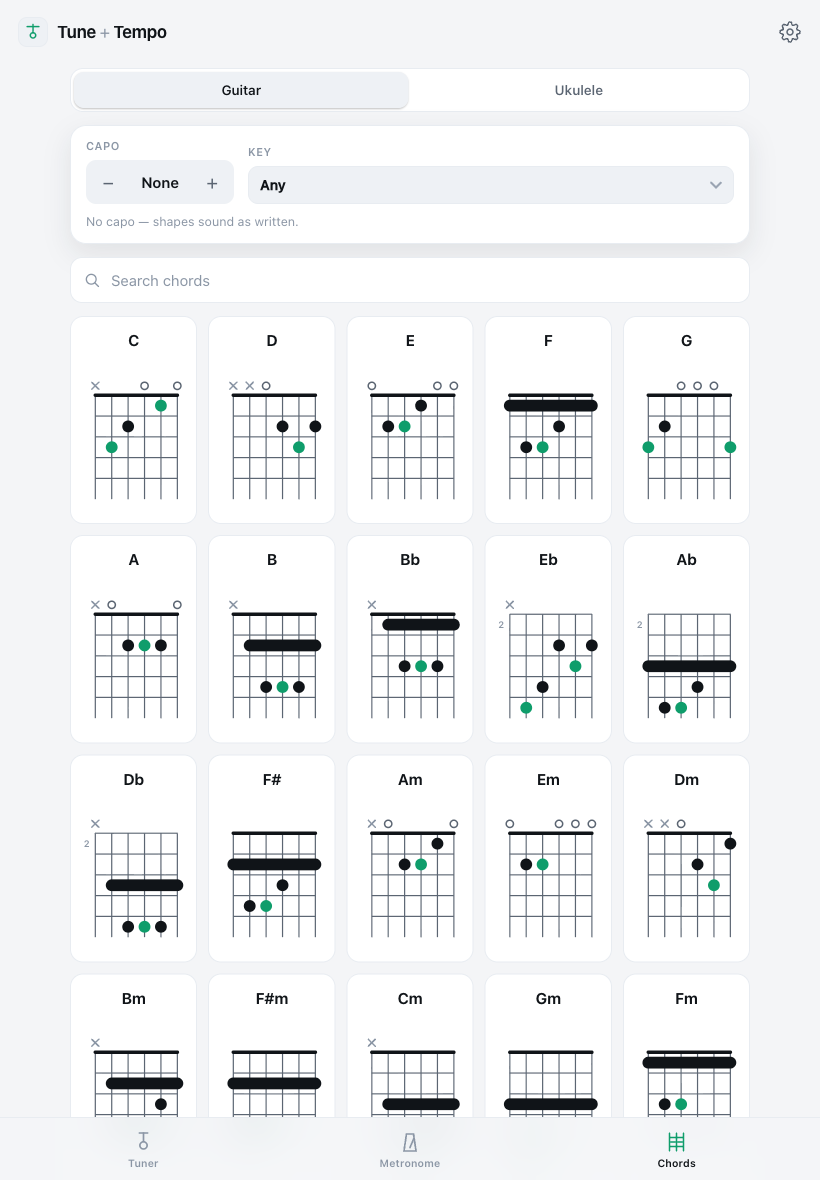 Tune + Tempo
Guitar Ukulele
CAPO
KEY
− None +
Any
No capo — shapes sound as written.
Search chords
C D E F G
A B Bb Eb Ab
2 2
Db F# Am Em Dm
2
Bm F#m Cm Gm Fm
Tuner Metronome Chords